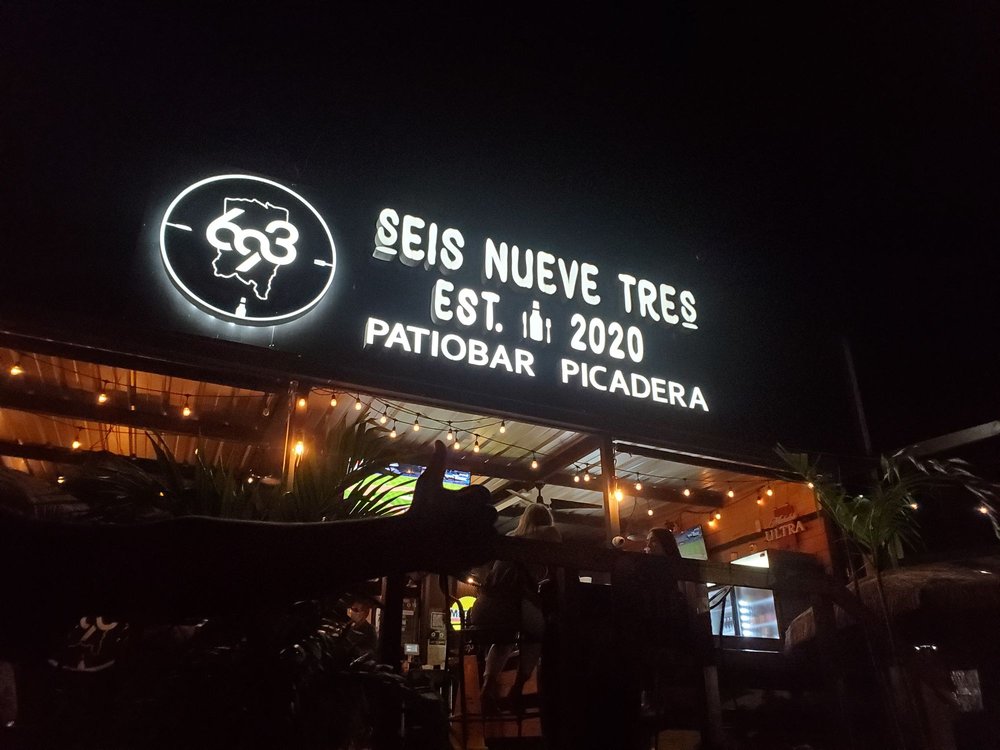 693
SEIS NUEVE TRES
EST. 2020
PATIOBAR PICADERA
ULTRA